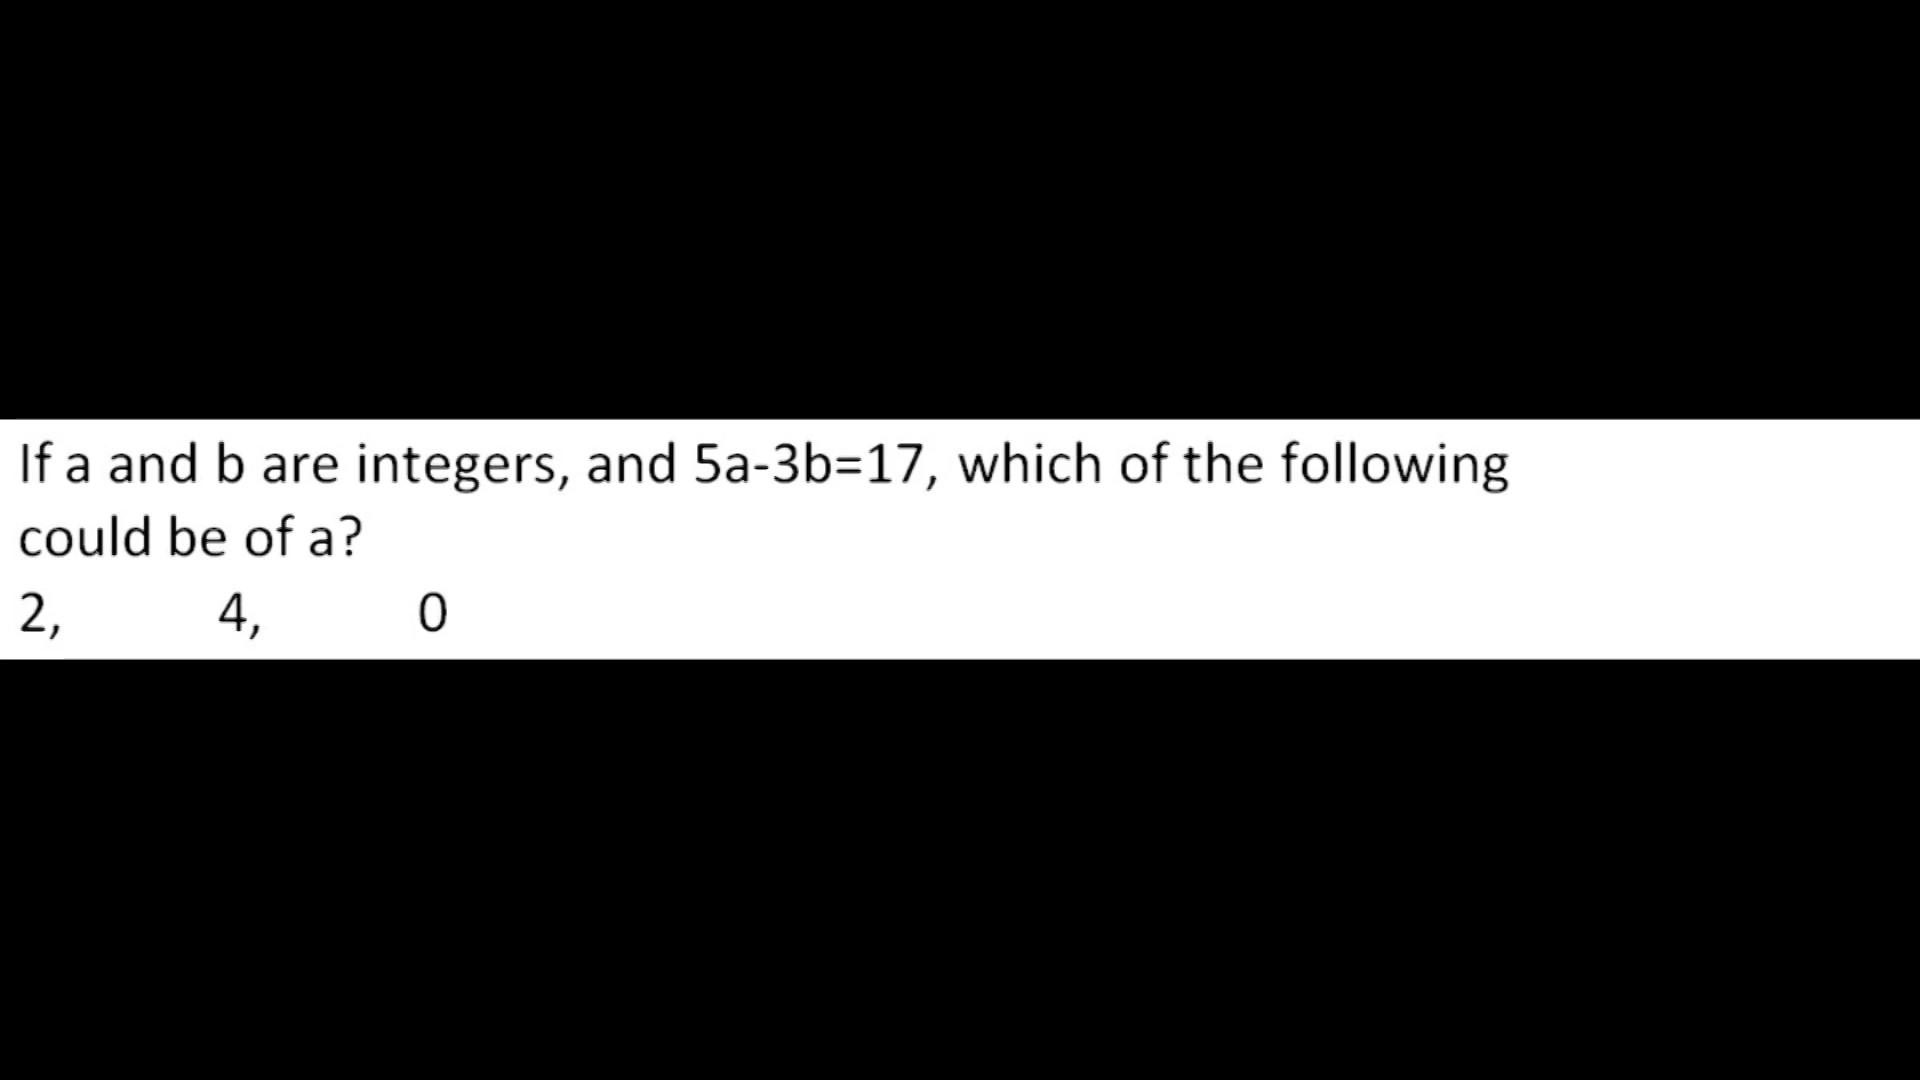 If a and b are integers, and 5a-3b=17, which of the following
could be of a?
2, 4, 0